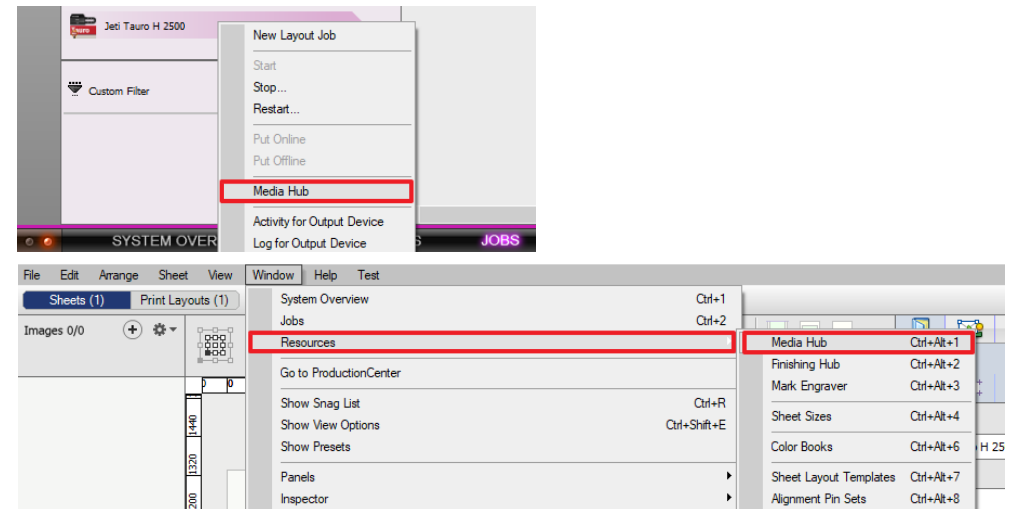 Jeti Tauro H 2500
Tauro
New Layout Job
Start
Custom Filter
Stop...
Restart...
Put Online
Put Offline
Media Hub
Activity for Output Device
Log for Output Device
SYSTEM OVER S JOBS
File Edit Arrange Sheet View Window Help Test
Sheets (1) Print Layouts (1)
System Overview Ctrl+1
Jobs Ctrl+2
Images 0/0
Resources
Media Hub Ctrl+Alt+1
Finishing Hub Ctrl+Alt+2
Go to ProductionCenter
Mark Engraver Ctrl+Alt+3
0
Show Snag List Ctrl+R
Sheet Sizes Ctrl+Alt+4
1440
Show View Options Ctrl+Shift+E
Show Presets
Color Books Ctrl+Alt+6 H 25
1320
Panels
Sheet Layout Templates Ctrl+Alt+7
Inspector
Alignment Pin Sets Ctrl+Alt+8
200